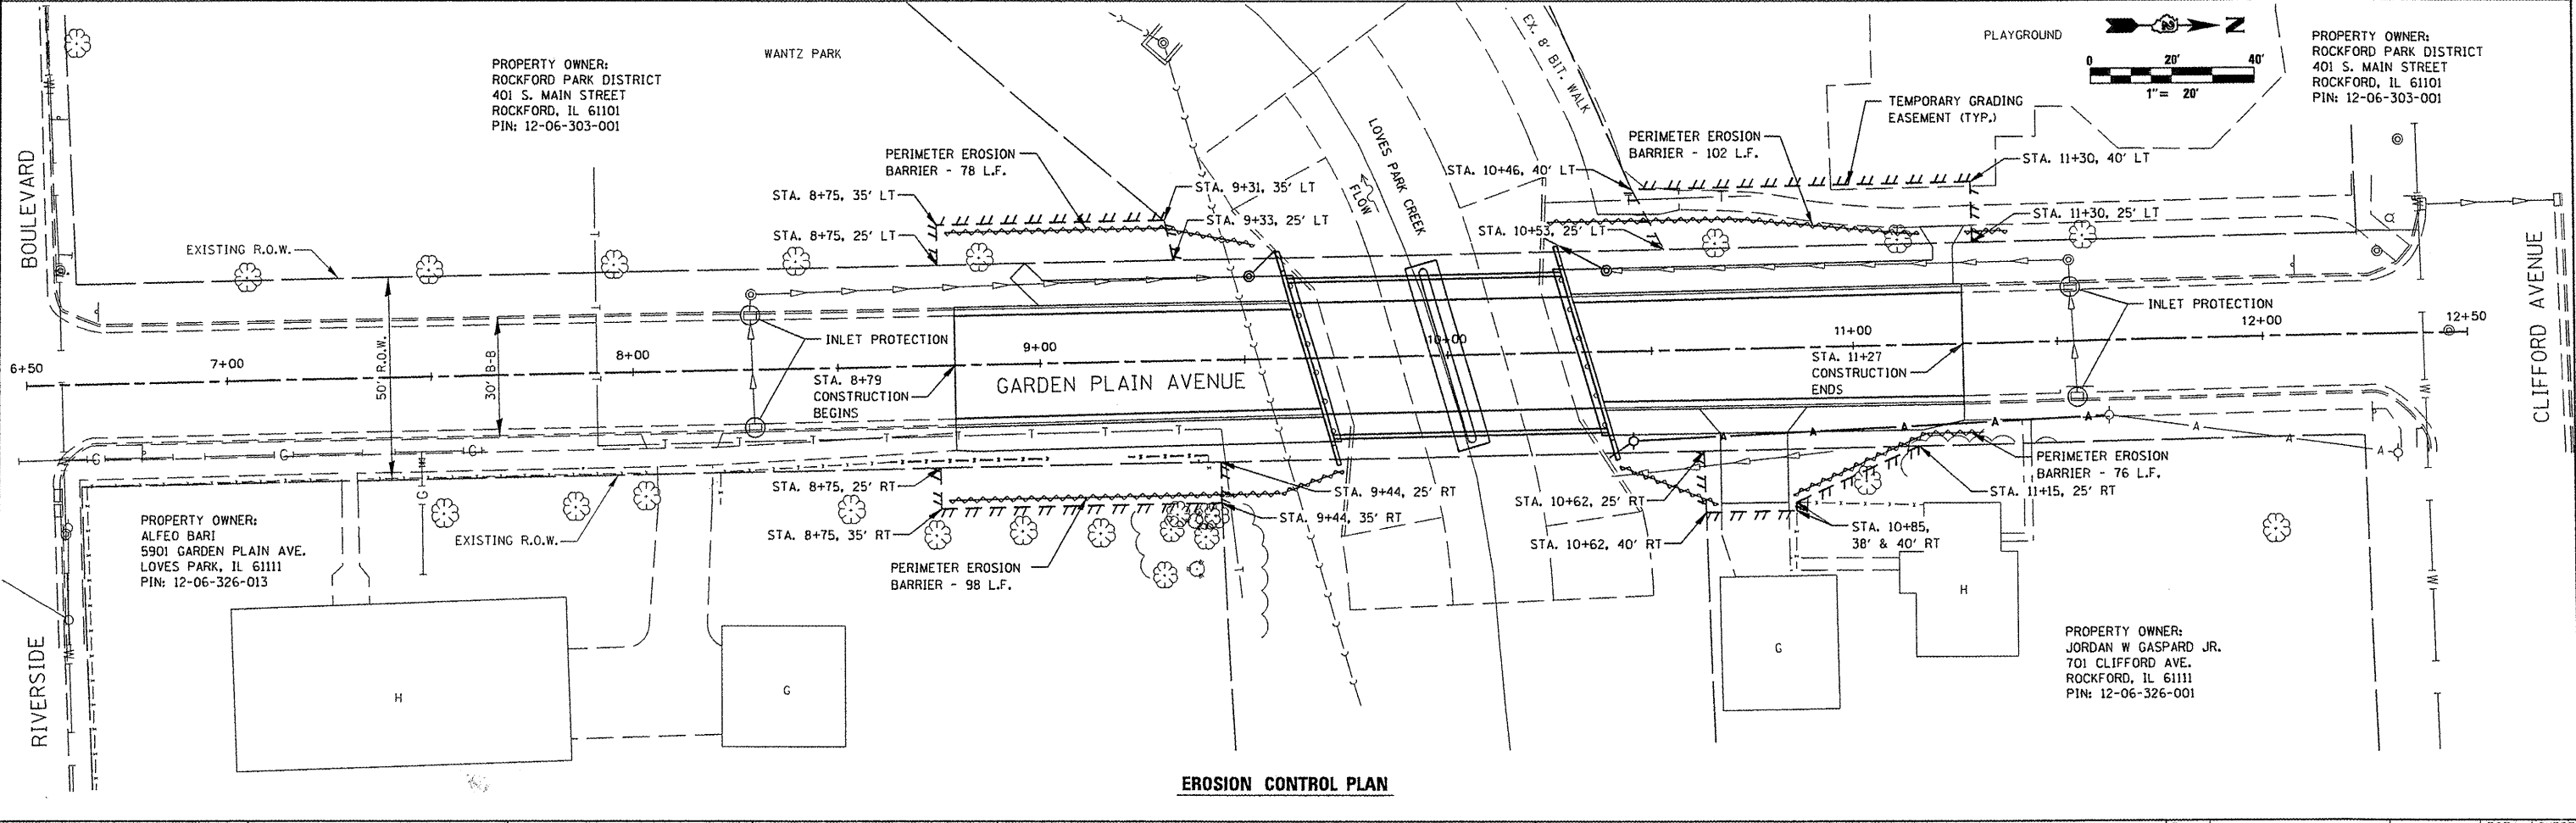 WANTZ PARK
PROPERTY OWNER:
ROCKFORD PARK DISTRICT
401 S. MAIN STREET
ROCKFORD, IL 61101
PIN: 12-06-303-001
PLAYGROUND
N
0
20'
40'
1"= 20'
PROPERTY OWNER:
ROCKFORD PARK DISTRICT
401 S. MAIN STREET
ROCKFORD, IL 61101
PIN: 12-06-303-001
EX. 8' BIT. WALK
LOVES PARK CREEK
FLOW
TEMPORARY GRADING
EASEMENT (TYP.)
PERIMETER EROSION
BARRIER - 102 L.F.
PERIMETER EROSION
BARRIER - 78 L.F.
STA. 8+75, 35' LT
STA. 8+75, 25' LT
STA. 9+31, 35' LT
STA. 9+33, 25' LT
STA. 10+46, 40' LT
STA. 10+53, 25' LT
STA. 11+30, 40' LT
STA. 11+30, 25' LT
BOULEVARD
EXISTING R.O.W.
INLET PROTECTION
INLET PROTECTION
6+50
7+00
8+00
9+00
10+00
11+00
12+00
12+50
50' R.O.W.
30' B-B
STA. 8+79
CONSTRUCTION
BEGINS
GARDEN PLAIN AVENUE
STA. 11+27
CONSTRUCTION
ENDS
CLIFFORD AVENUE
G
G
G
G
T
T
T
T
T
T
T
A
A
A
A
A
A
A
W
W
W
W
STA. 8+75, 25' RT
STA. 8+75, 35' RT
STA. 9+44, 25' RT
STA. 9+44, 35' RT
STA. 10+62, 25' RT
STA. 10+62, 40' RT
PERIMETER EROSION
BARRIER - 76 L.F.
STA. 11+15, 25' RT
STA. 10+85,
38' & 40' RT
PERIMETER EROSION
BARRIER - 98 L.F.
PROPERTY OWNER:
ALFEO BARI
5901 GARDEN PLAIN AVE.
LOVES PARK, IL 61111
PIN: 12-06-326-013
EXISTING R.O.W.
RIVERSIDE
H
G
G
H
PROPERTY OWNER:
JORDAN W GASPARD JR.
701 CLIFFORD AVE.
ROCKFORD, IL 61111
PIN: 12-06-326-001
EROSION CONTROL PLAN